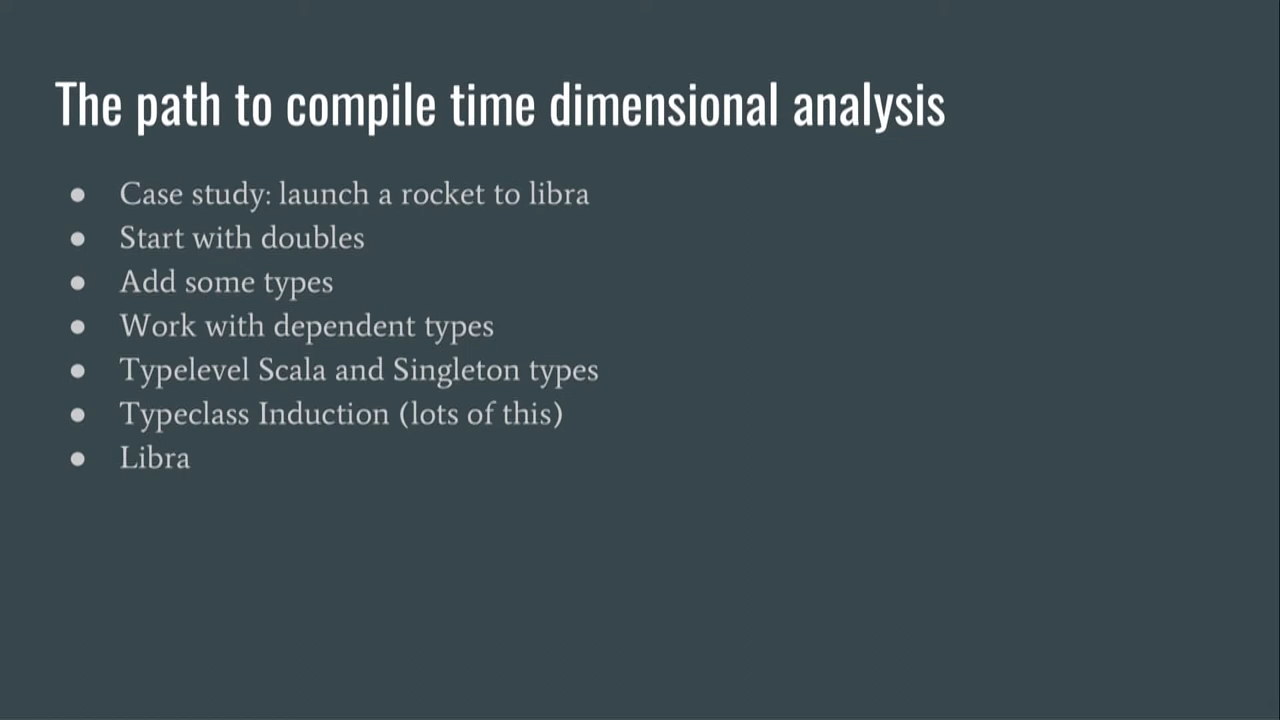 The path to compile time dimensional analysis
● Case study: launch a rocket to libra
● Start with doubles
● Add some types
● Work with dependent types
● Typelevel Scala and Singleton types
● Typeclass Induction (lots of this)
● Libra